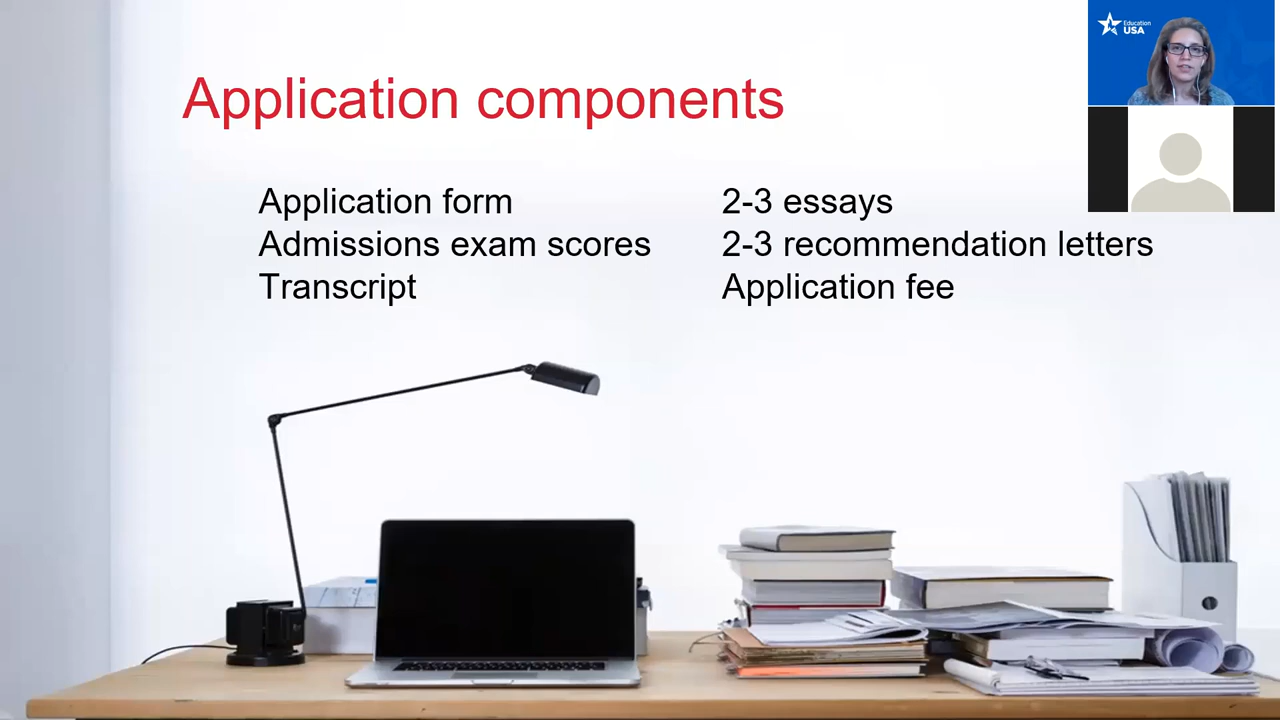 Application components
Application form
Admissions exam scores
Transcript
2-3 essays
2-3 recommendation letters
Application fee
Education
USA